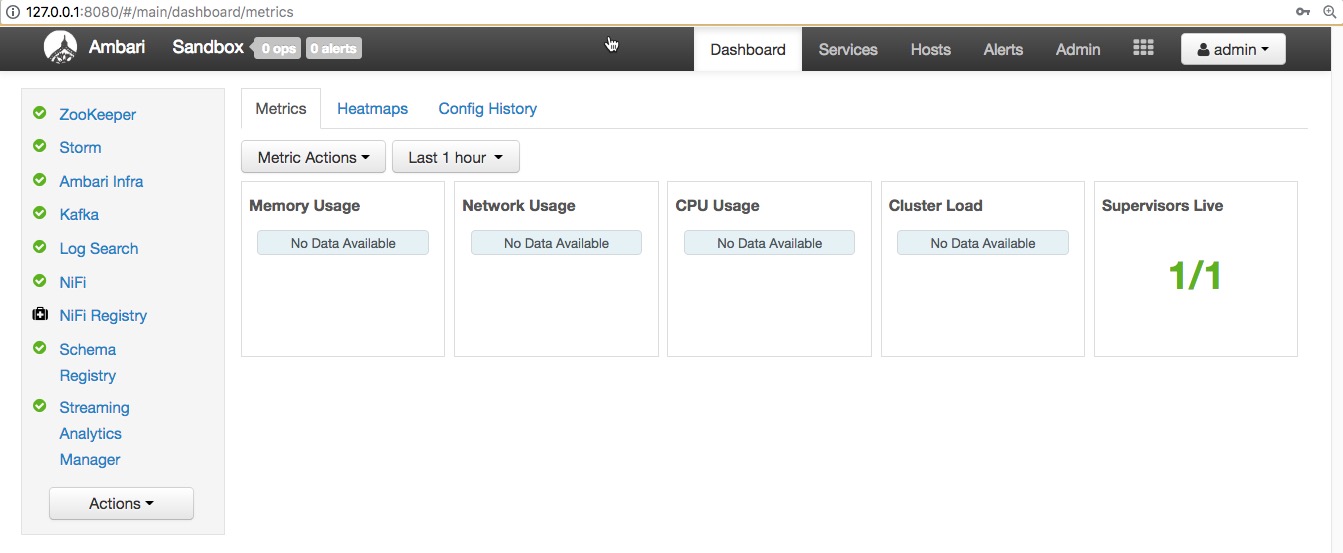 127.0.0.1:8080/#/main/dashboard/metrics
Ambari Sandbox 0 ops 0 alerts Dashboard Services Hosts Alerts Admin admin
ZooKeeper
Storm
Ambari Infra
Kafka
Log Search
NiFi
NiFi Registry
Schema
Registry
Streaming
Analytics
Manager
Actions
Metrics Heatmaps Config History
Metric Actions Last 1 hour
Memory Usage Network Usage CPU Usage Cluster Load Supervisors Live
No Data Available No Data Available No Data Available No Data Available
1/1